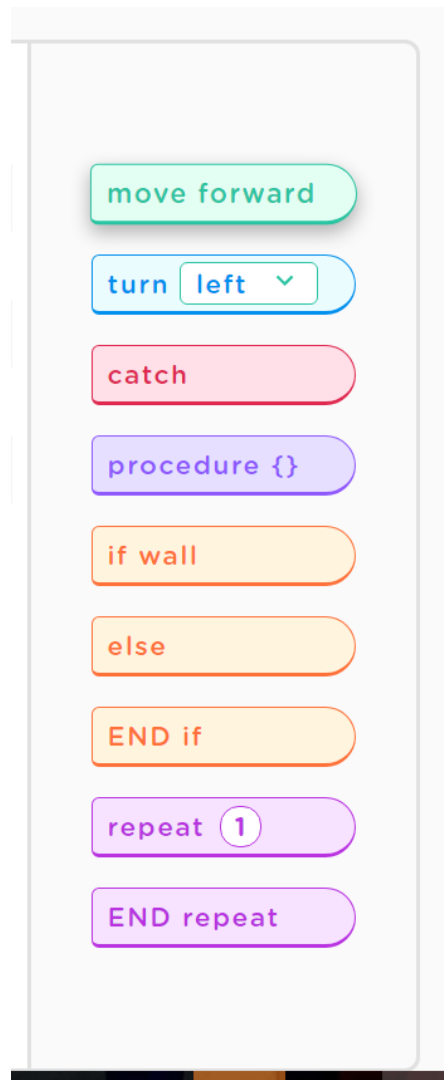 move forward
turn left
catch
procedure {}
if wall
else
END if
repeat 1
END repeat